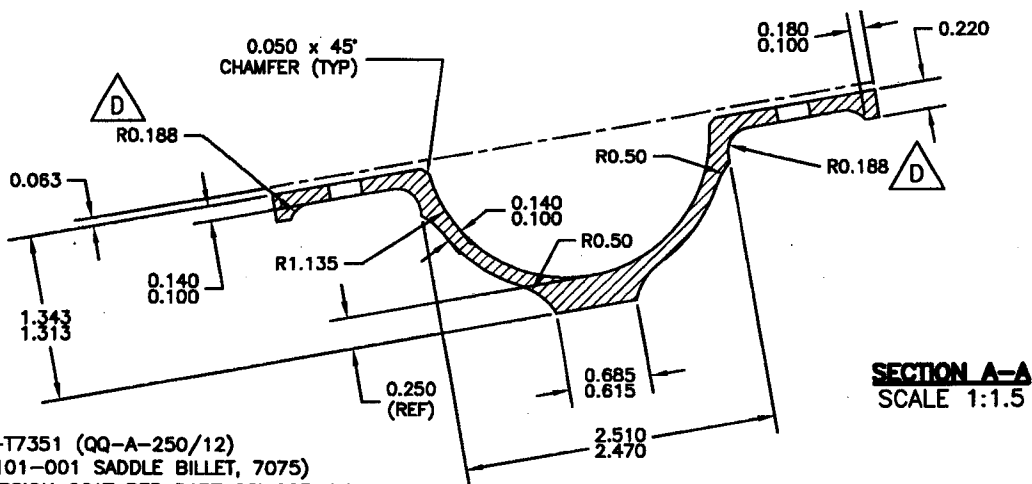 0.050 x 45°
CHAMFER (TYP)
0.180
0.100
0.220
D
R0.188
0.063
R0.50
R0.188
D
0.140
0.100
R0.50
R1.135
0.140
0.100
1.343
1.313
0.250
(REF)
0.685
0.615
2.510
2.470
SECTION A-A
SCALE 1:1.5
-T7351 (QQ-A-250/12)
101-001 SADDLE BILLET, 7075)